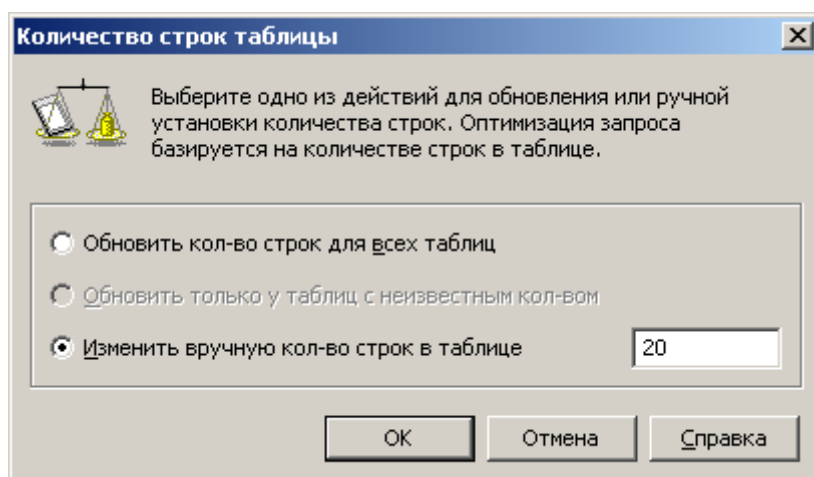 Количество строк таблицы
Выберите одно из действий для обновления или ручной
установки количества строк. Оптимизация запроса
базируется на количестве строк в таблице.
Обновить кол-во строк для всех таблиц
Обновить только у таблиц с неизвестным кол-вом
Изменить вручную кол-во строк в таблице 20
ОК Отмена Справка